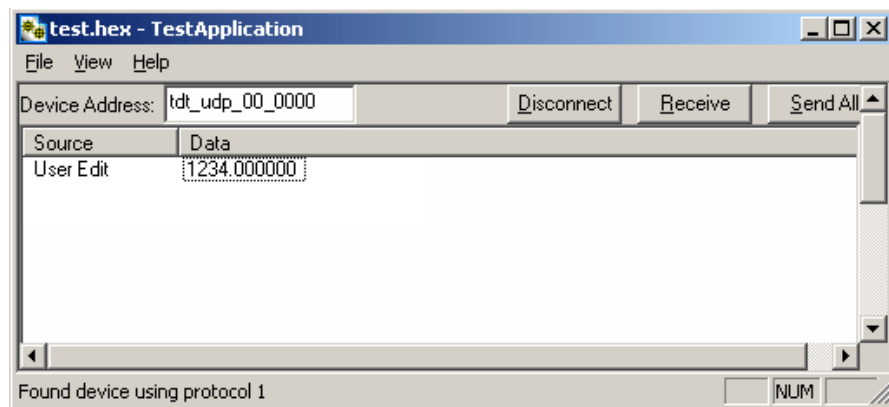 test.hex - TestApplication
File View Help
Device Address: tdt_udp_00_0000 Disconnect Receive Send All
Source Data
User Edit 1234.000000
Found device using protocol 1 NUM